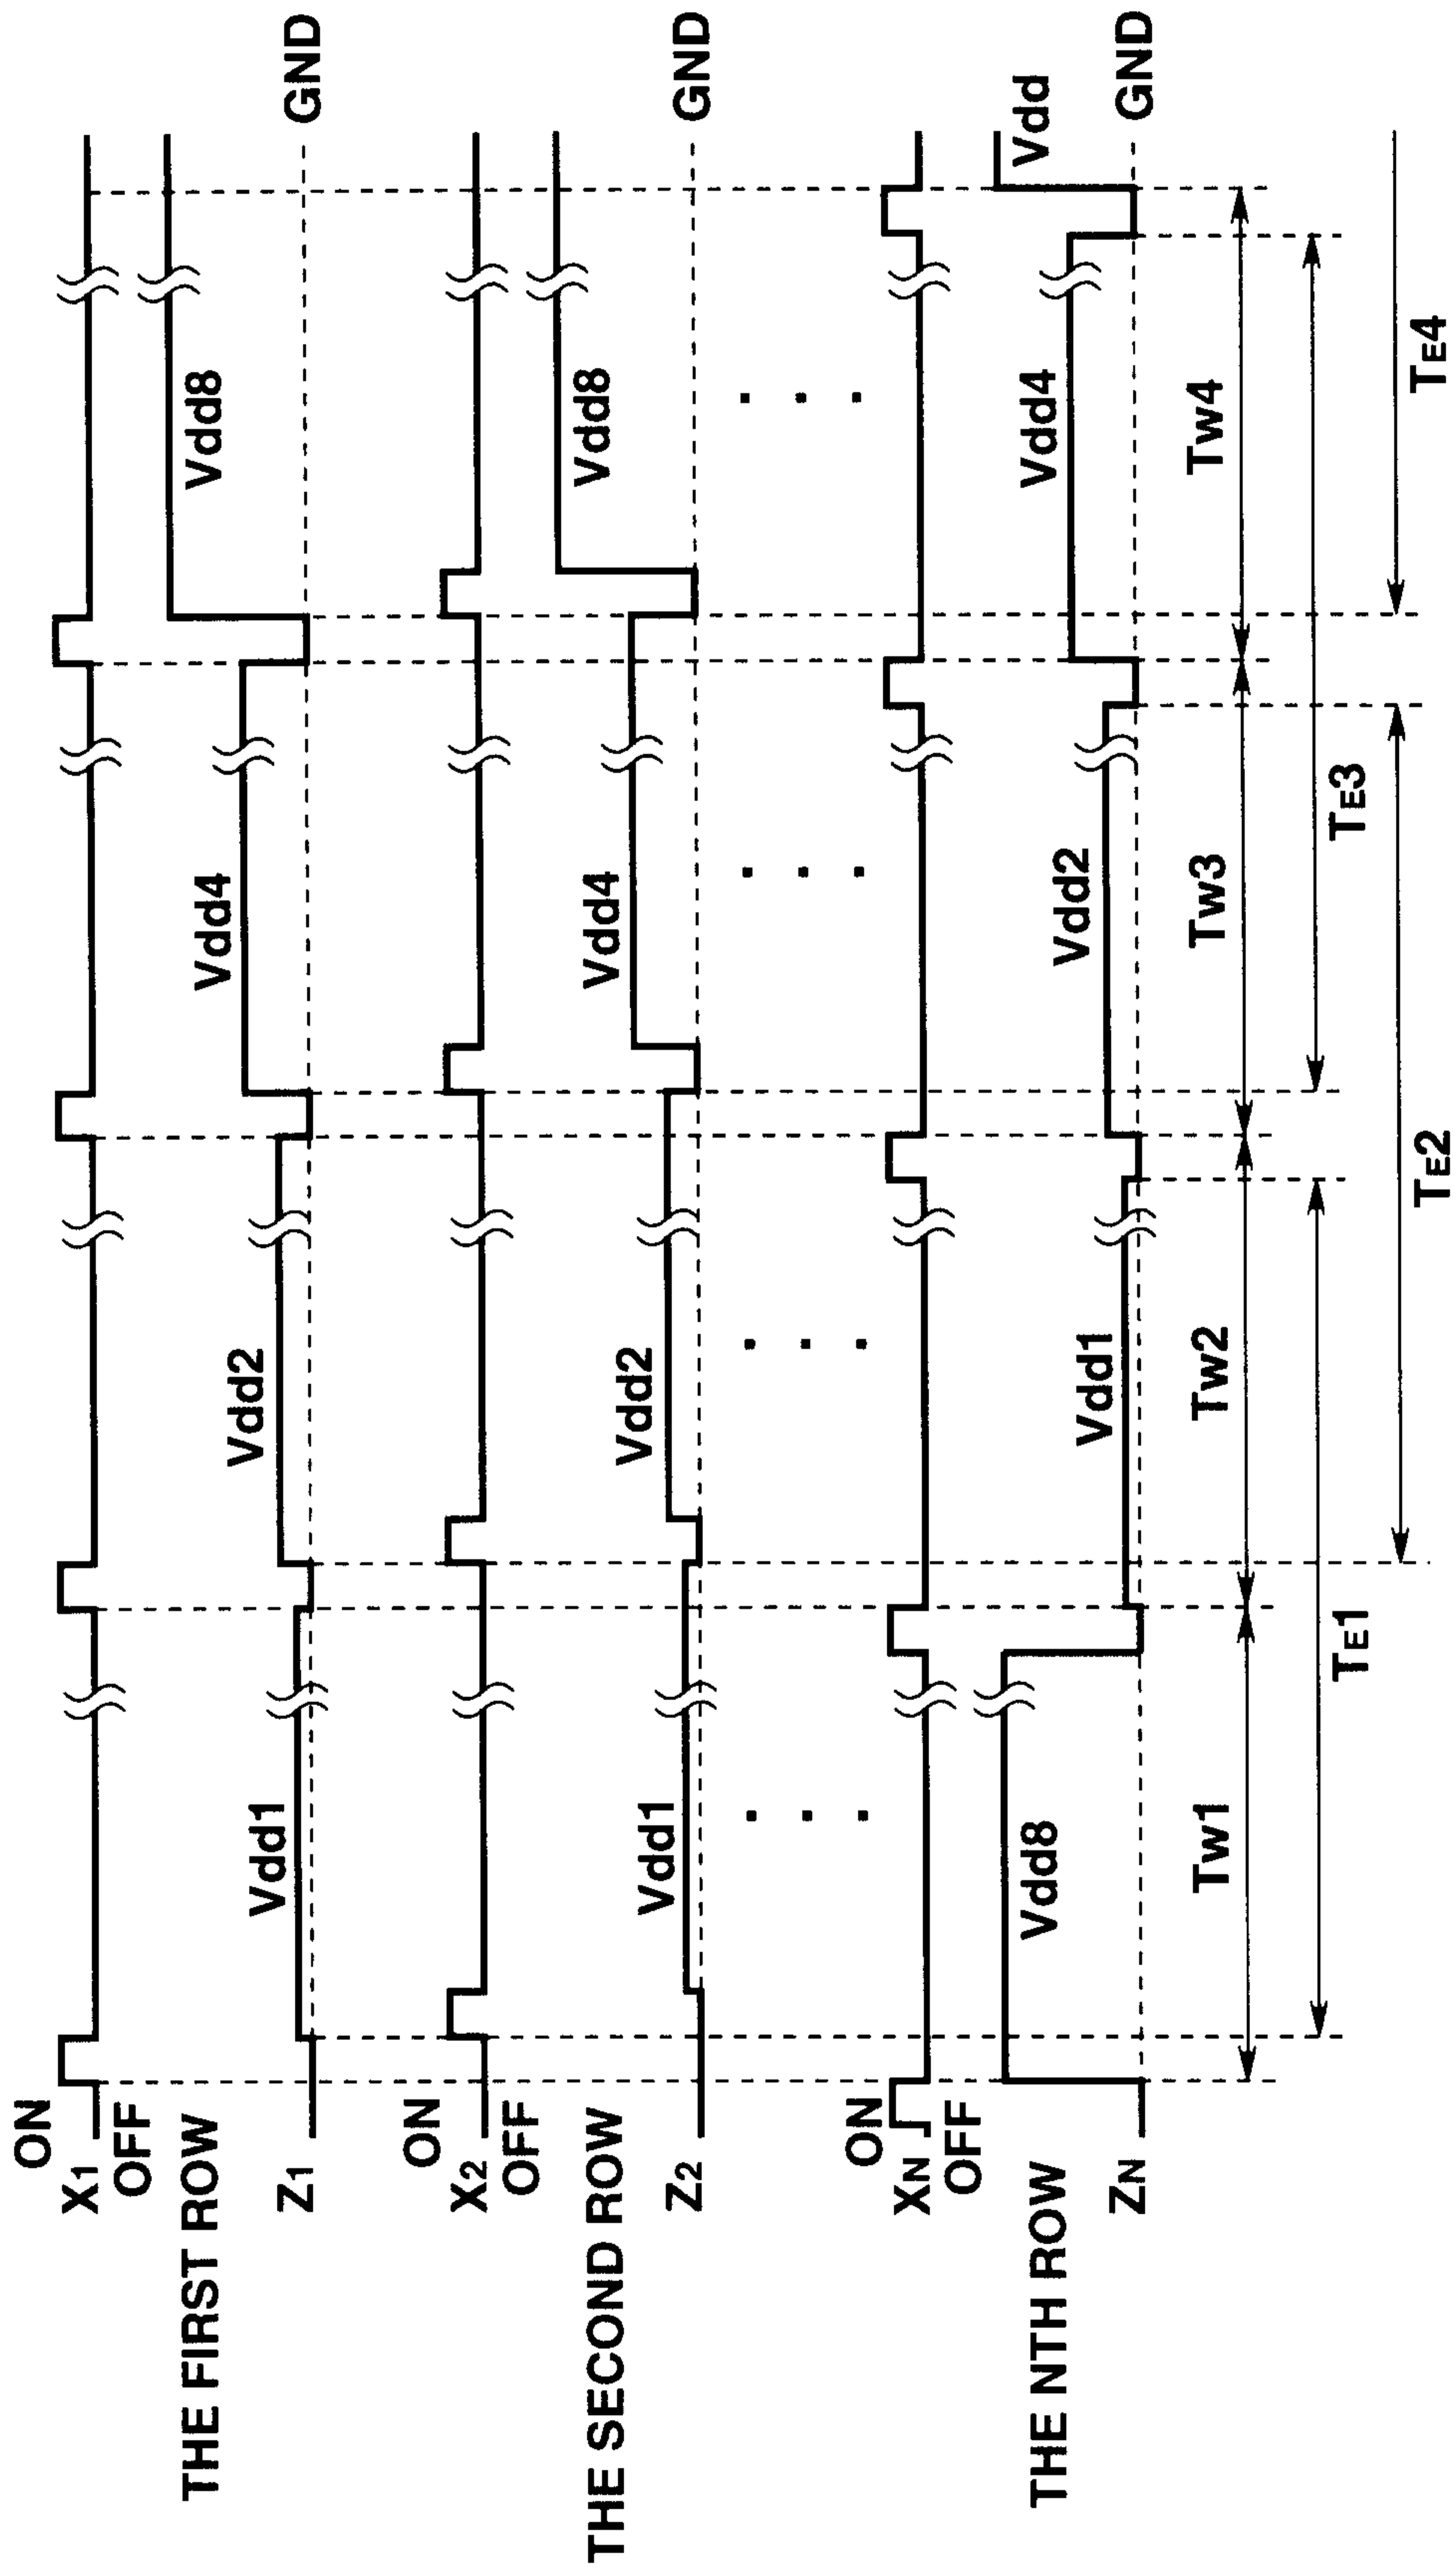 ON
X1
OFF
THE FIRST ROW
Z1
Vdd1
Vdd2
Vdd4
Vdd8
GND
ON
X2
OFF
THE SECOND ROW
Z2
Vdd1
Vdd2
Vdd4
Vdd8
GND
. . .
. . .
. . .
. . .
ON
XN
OFF
THE NTH ROW
ZN
Vdd8
Vdd1
Vdd2
Vdd4
Vdd
GND
Tw1
Tw2
Tw3
Tw4
TE1
TE3
TE2
TE4